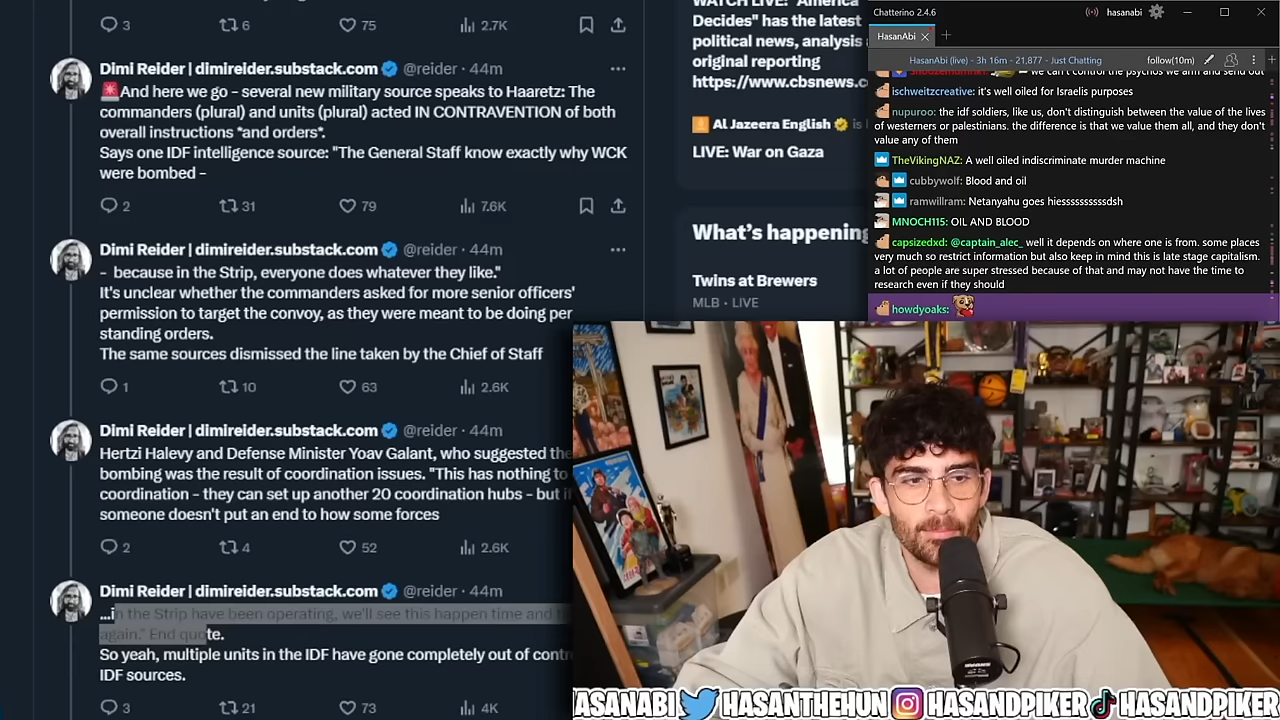 3 6 75 2.7K
Dimi Reider | dimireider.substack.com @reider · 44m
🚨And here we go - several new military source speaks to Haaretz: The
commanders (plural) and units (plural) acted IN CONTRAVENTION of both
overall instructions *and orders*.
Says one IDF intelligence source: "The General Staff know exactly why WCK
were bombed -
2 31 79 7.6K
Dimi Reider | dimireider.substack.com @reider · 44m
- because in the Strip, everyone does whatever they like."
It's unclear whether the commanders asked for more senior officers'
permission to target the convoy, as they were meant to be doing per
standing orders.
The same sources dismissed the line taken by the Chief of Staff
1 10 63 2.6K
Dimi Reider | dimireider.substack.com @reider · 44m
Hertzi Halevy and Defense Minister Yoav Galant, who suggested the
bombing was the result of coordination issues. "This has nothing to
coordination - they can set up another 20 coordination hubs - but
someone doesn't put an end to how some forces
2 4 52 2.6K
Dimi Reider | dimireider.substack.com @reider · 44m
...in the Strip have been operating, we'll see this happen time and
again." End quote.
So yeah, multiple units in the IDF have gone completely out of
IDF sources.
3 21 73 4K
WATCH LIVE: "America
Decides" has the latest
political news, analysis
original reporting
https://www.cbsnews.c
Al Jazeera English is
LIVE: War on Gaza
What's happening
Twins at Brewers
MLB · LIVE
Chatterino 2.4.6
hasanabi
HasanAbi
HasanAbi (live) - 3h 16m - 21,877 - Just Chatting
follow(10m)
we can't control the psychos we arm and send out
ischweitzcreative: it's well oiled for Israelis purposes
nupuroo: the idf soldiers, like us, don't distinguish between the value of the lives
of westerners or palestinians. the difference is that we value them all, and they don't
value any of them
TheVikingNAZ: A well oiled indiscriminate murder machine
cubbywolf: Blood and oil
ramwillram: Netanyahu goes hiessssssssssdsh
MNOCH115: OIL AND BLOOD
capsizedxd: @captain_alec_ well it depends on where one is from. some places
very much so restrict information but also keep in mind this is late stage capitalism.
a lot of people are super stressed because of that and may not have the time to
research even if they should
howdyoaks:
ASANABI HASANTHEHUN HASANDPIKER HASANDPIKER